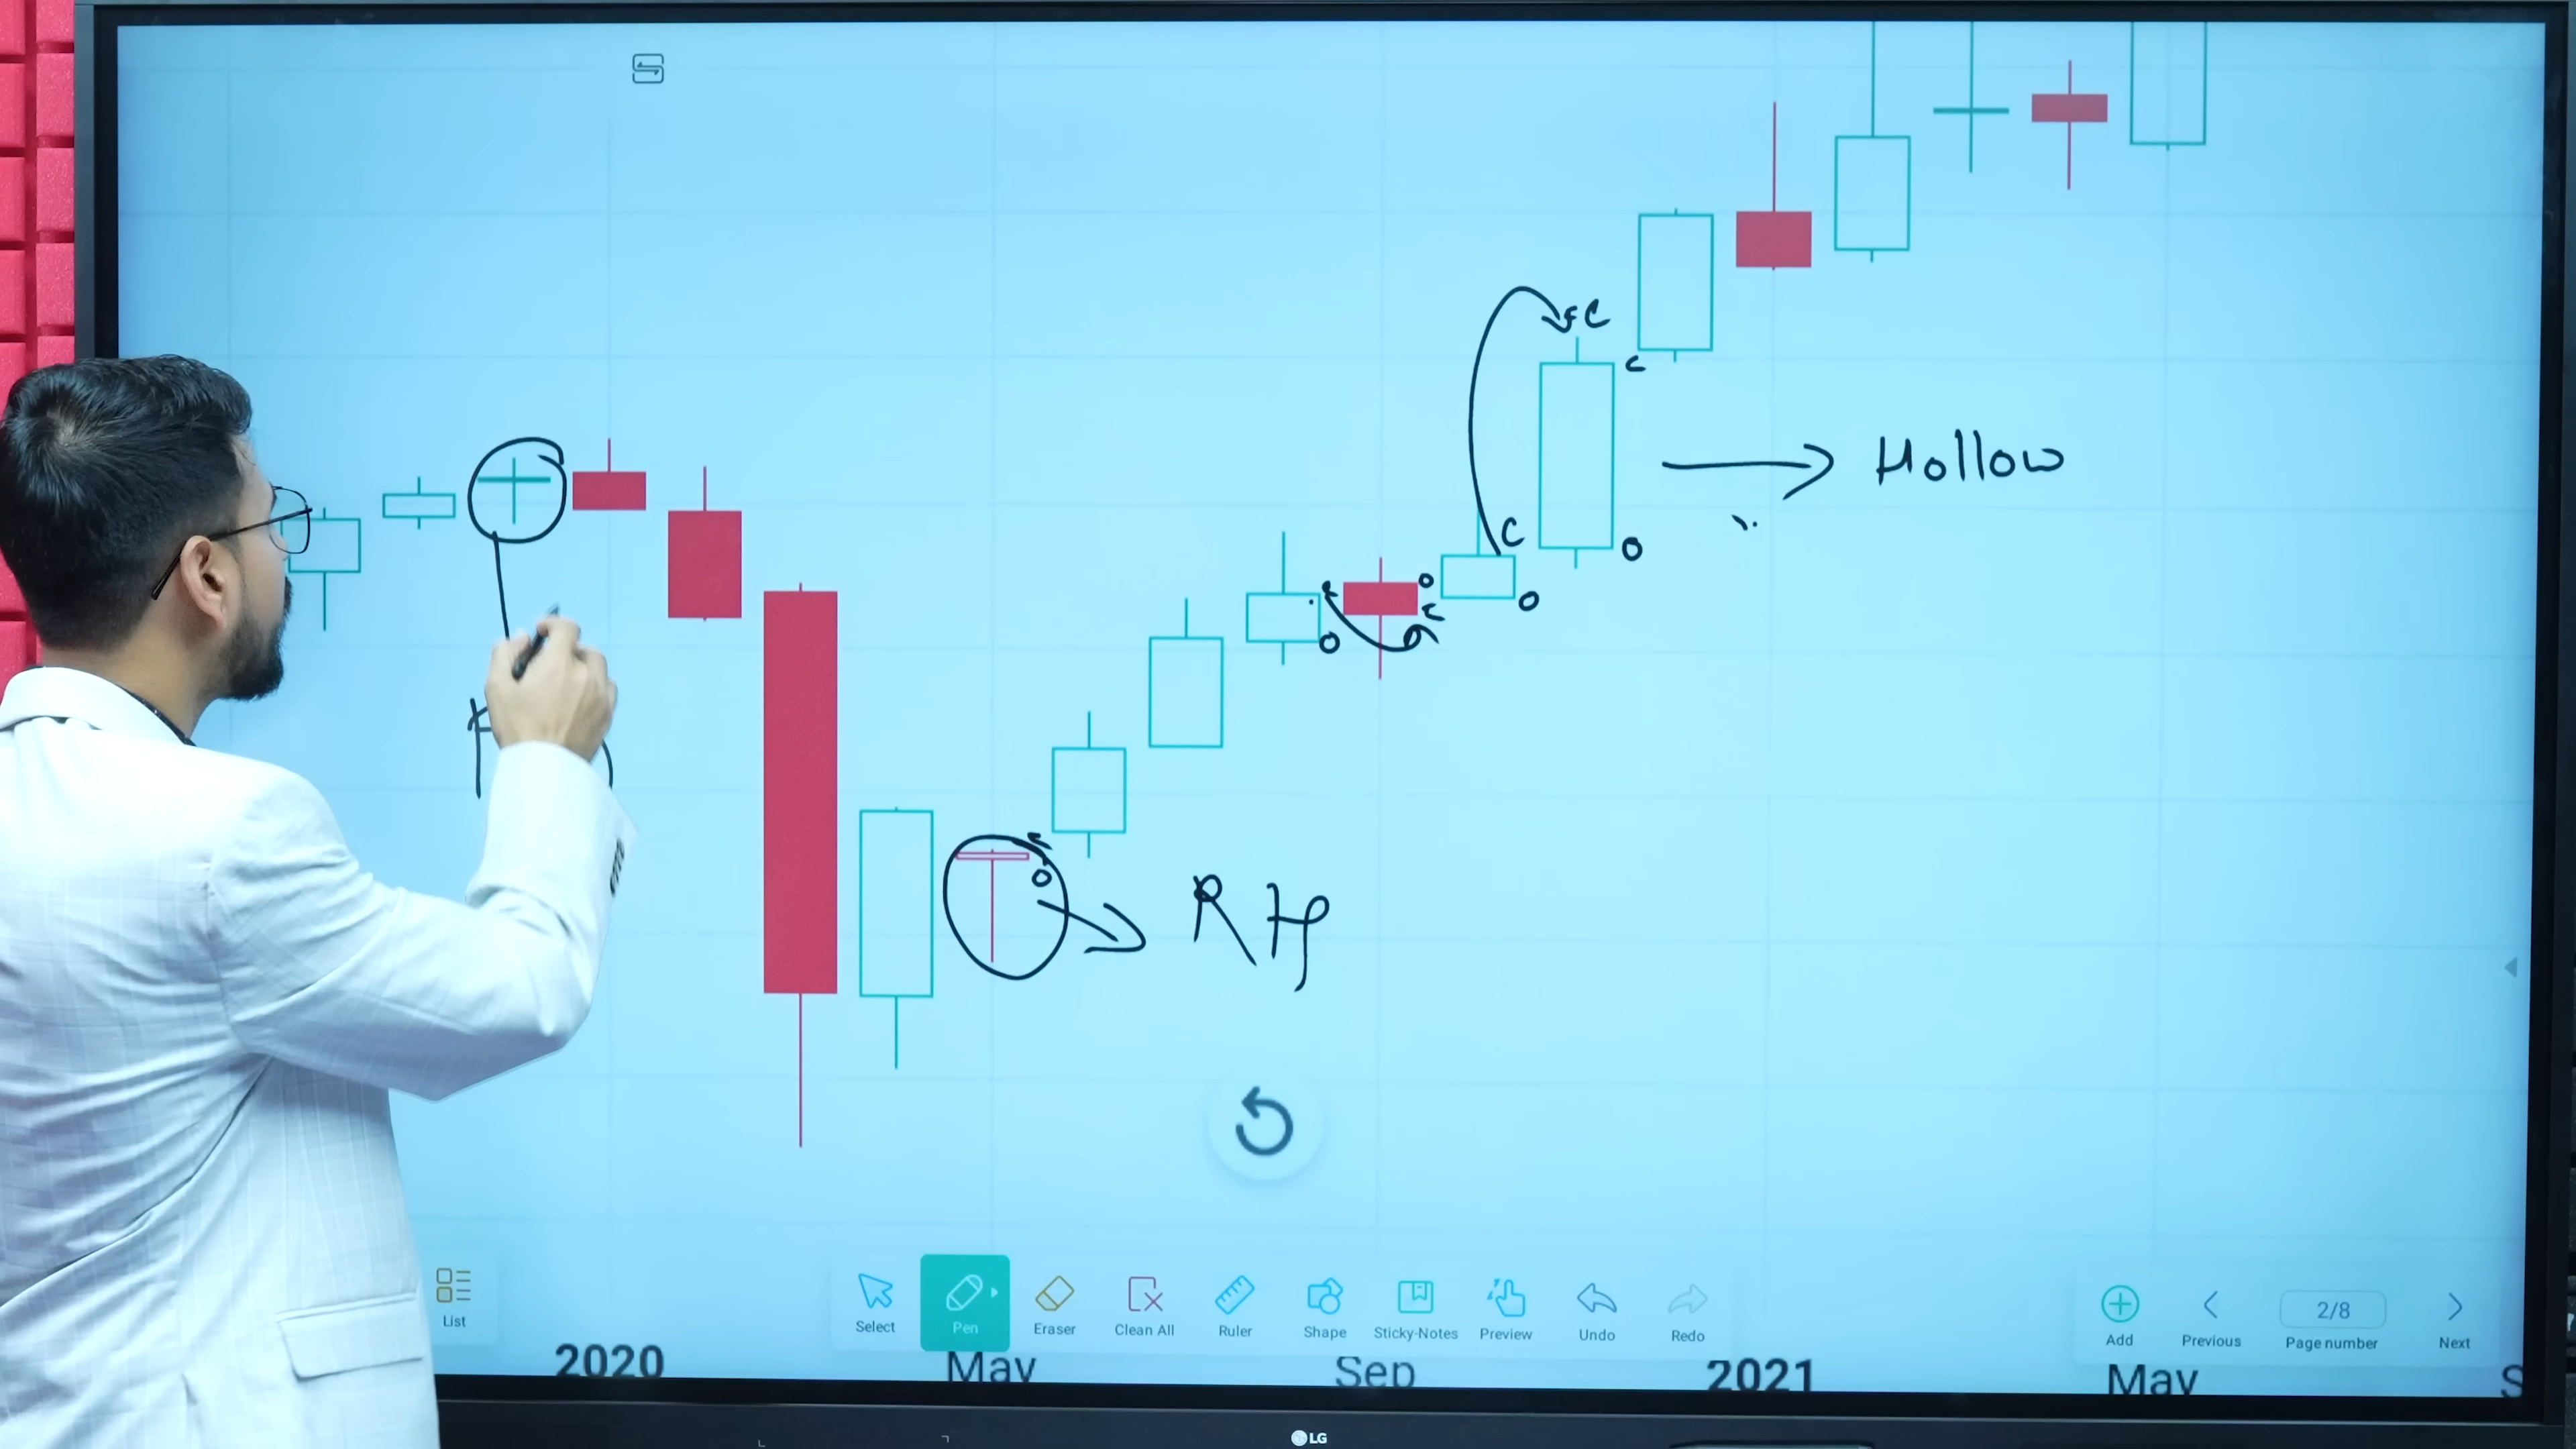 C
C
Hollow
C
O
O
O
O
O
RH
List
Select
Pen
Eraser
Clean All
Ruler
Shape
Sticky-Notes
Preview
Undo
Redo
Add
Previous
2/8
Page number
Next
2020
May
Sep
2021
May
S
LG